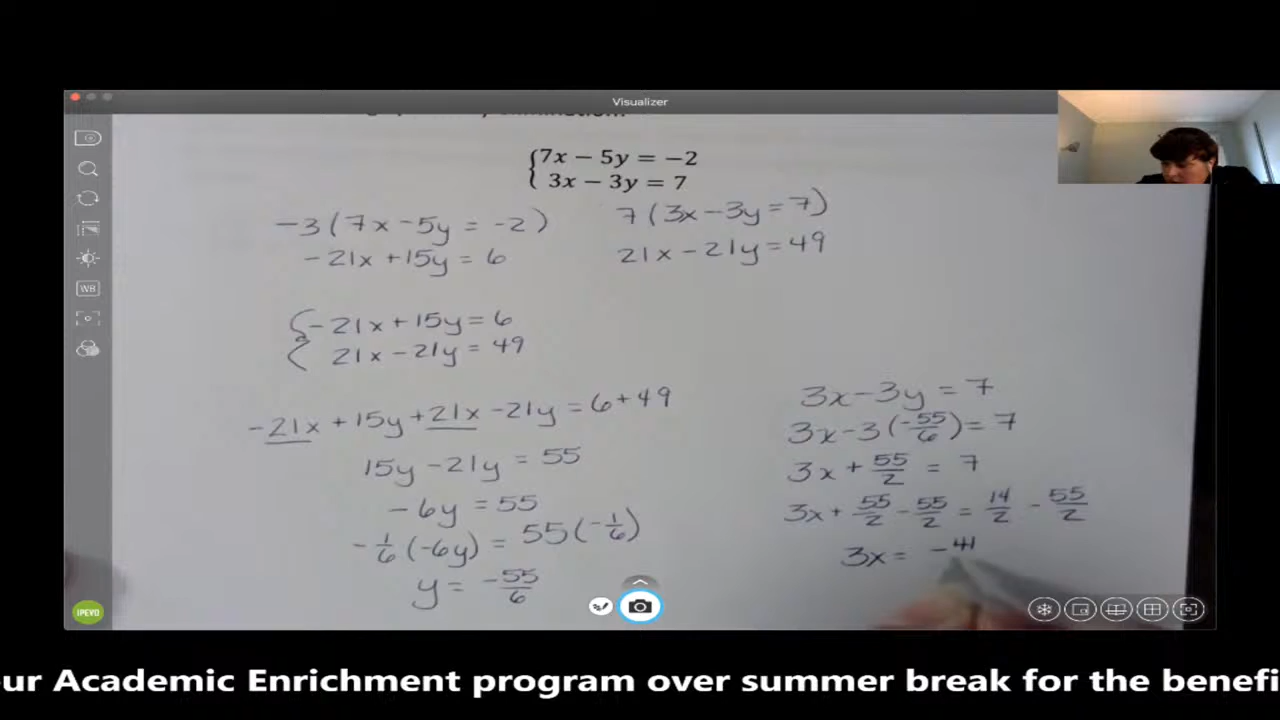 Visualizer
{7x − 5y = −2
3x − 3y = 7
-3(7x -5y = -2)
-21x +15y = 6
7(3x -3y = 7)
21x - 21y = 49
{-21x +15y = 6
21x -21y = 49
-21x +15y +21x -21y = 6+49
15y -21y = 55
-6y = 55
-1/6(-6y) = 55(-1/6)
y = -55/6
3x -3y = 7
3x -3(-55/6) = 7
3x + 55/2 = 7
3x + 55/2 - 55/2 = 14/2 - 55/2
3x = -41
WB
IPEVO
ur Academic Enrichment program over summer break for the benefi